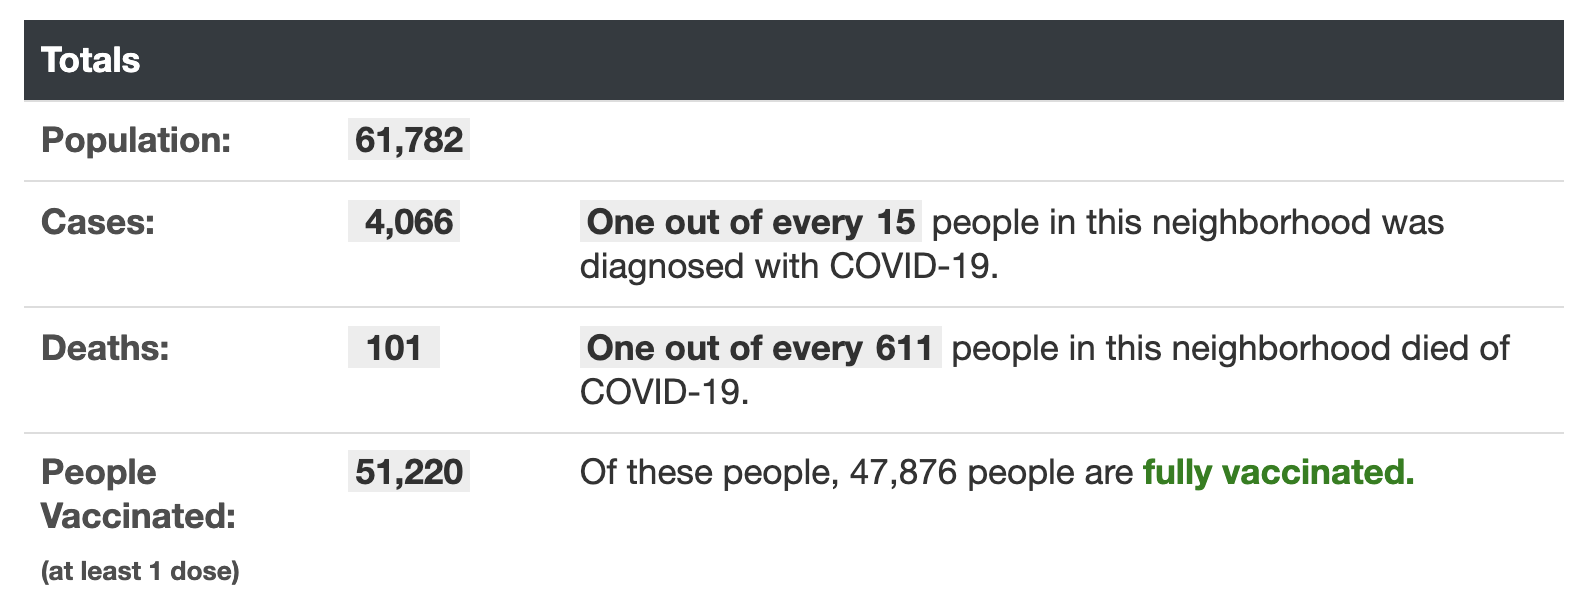 Totals
Population: 61,782
Cases: 4,066 One out of every 15 people in this neighborhood was
diagnosed with COVID-19.
Deaths: 101 One out of every 611 people in this neighborhood died of
COVID-19.
People 51,220 Of these people, 47,876 people are fully vaccinated.
Vaccinated:
(at least 1 dose)